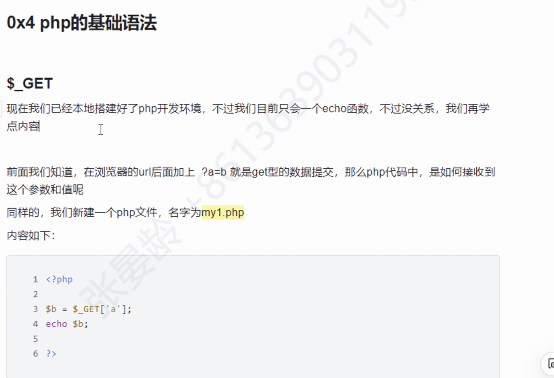 0x4 php的基础语法
$_GET
现在我们已经本地搭建好了php开发环境，不过我们目前只会一个echo函数，不过没关系，我们再学
点内容
前面我们知道，在浏览器的url后面加上 ?a=b 就是get型的数据提交，那么php代码中，是如何接收到
这个参数和值呢
同样的，我们新建一个php文件，名字为my1.php
内容如下：
1 <?php
2
3 $b = $_GET['a'];
4 echo $b;
5
6 ?>
张晏龄 +861363903119